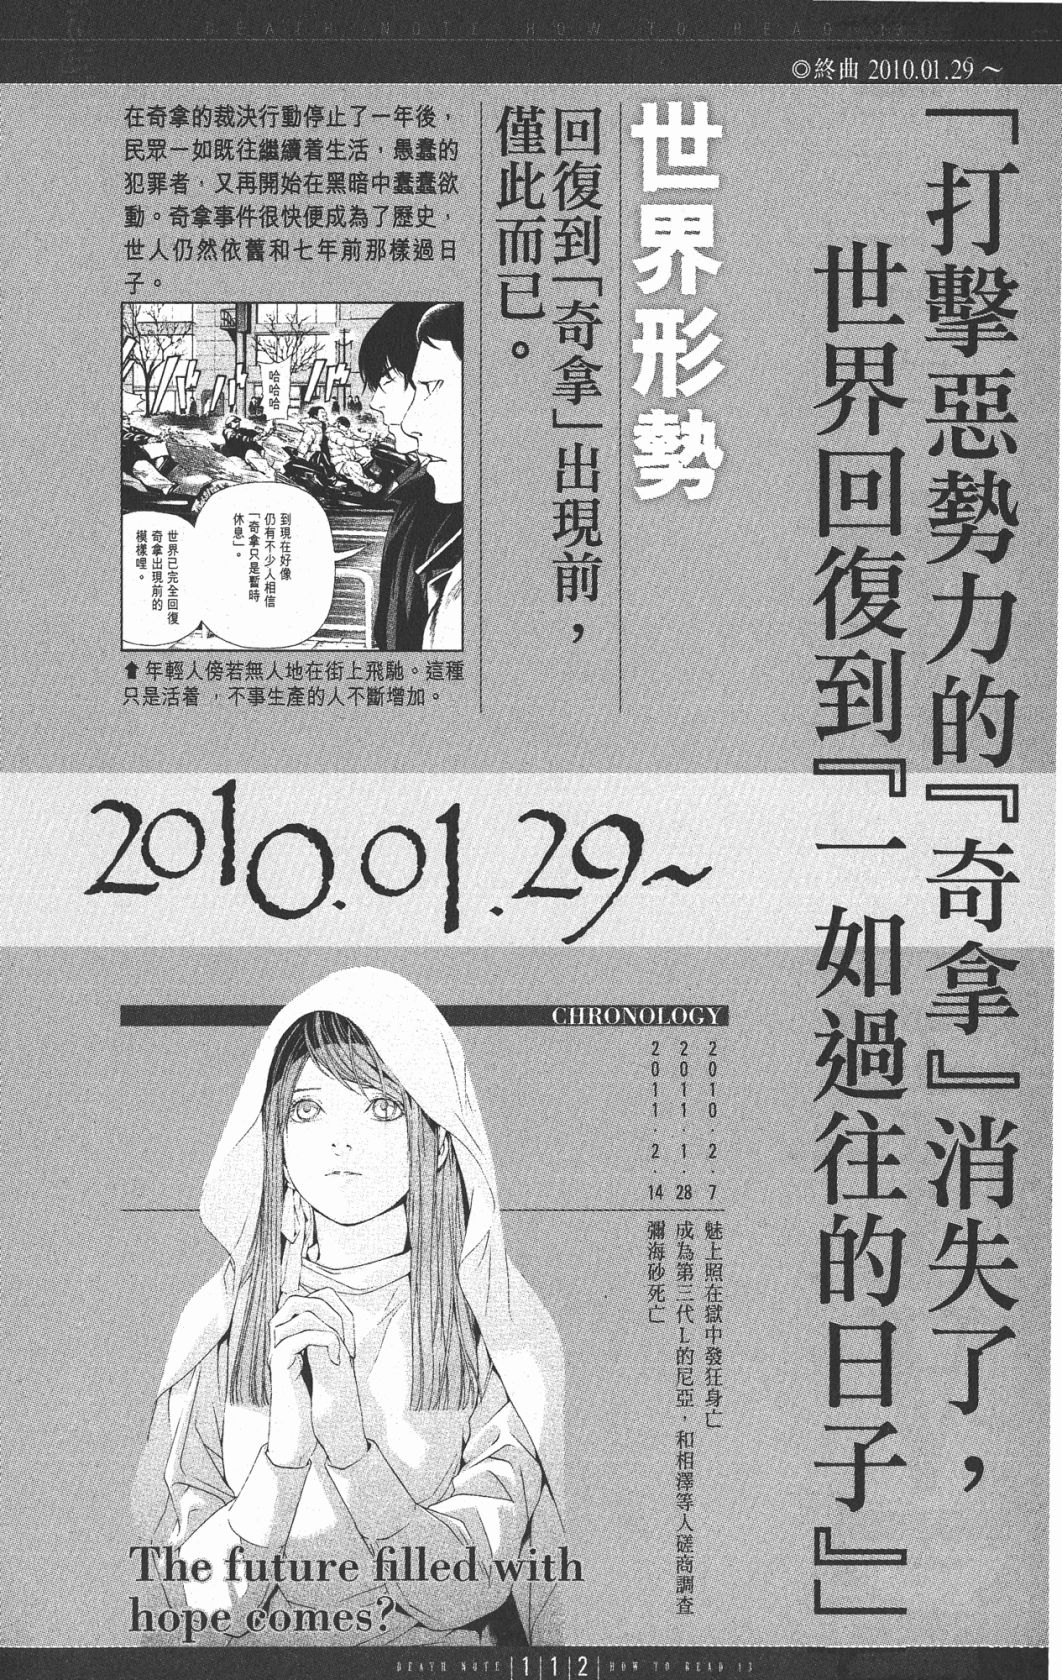 DEATH NOTE HOW TO READ 13
◎終曲 2010.01.29～
「打擊惡勢力的『奇拿』消失了，
世界回復到『一如過往的日子』」
世界形勢
回復到「奇拿」出現前，
僅此而已。
在奇拿的裁決行動停止了一年後，
民眾一如既往繼續着生活，愚蠢的
犯罪者，又再開始在黑暗中蠢蠢欲
動。奇拿事件很快便成為了歷史，
世人仍然依舊和七年前那樣過日
子。
哈哈哈
到現在好像
仍有不少人相信
「奇拿只是暫時
休息」。
世界已完全回復
奇拿出現前的
模樣哩。
⬆年輕人傍若無人地在街上飛馳。這種
只是活着，不事生產的人不斷增加。
2010.01.29～
CHRONOLOGY
2010．2．7 魅上照在獄中發狂身亡
2011．1．28 成為第三代L的尼亞，和相澤等人磋商調查
2011．2．14 彌海砂死亡
The future filled with
hope comes?
DEATH NOTE |1|1|2| HOW TO READ 13